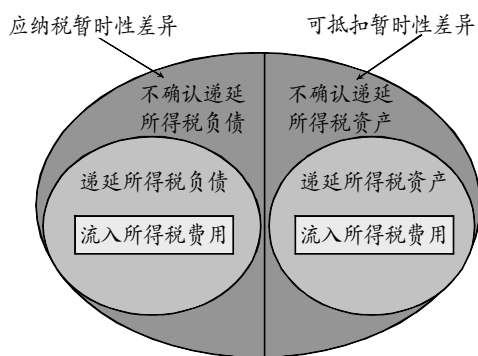 应纳税暂时性差异
可抵扣暂时性差异
不确认递延
所得税负债
不确认递延
所得税资产
递延所得税负债
递延所得税资产
流入所得税费用
流入所得税费用